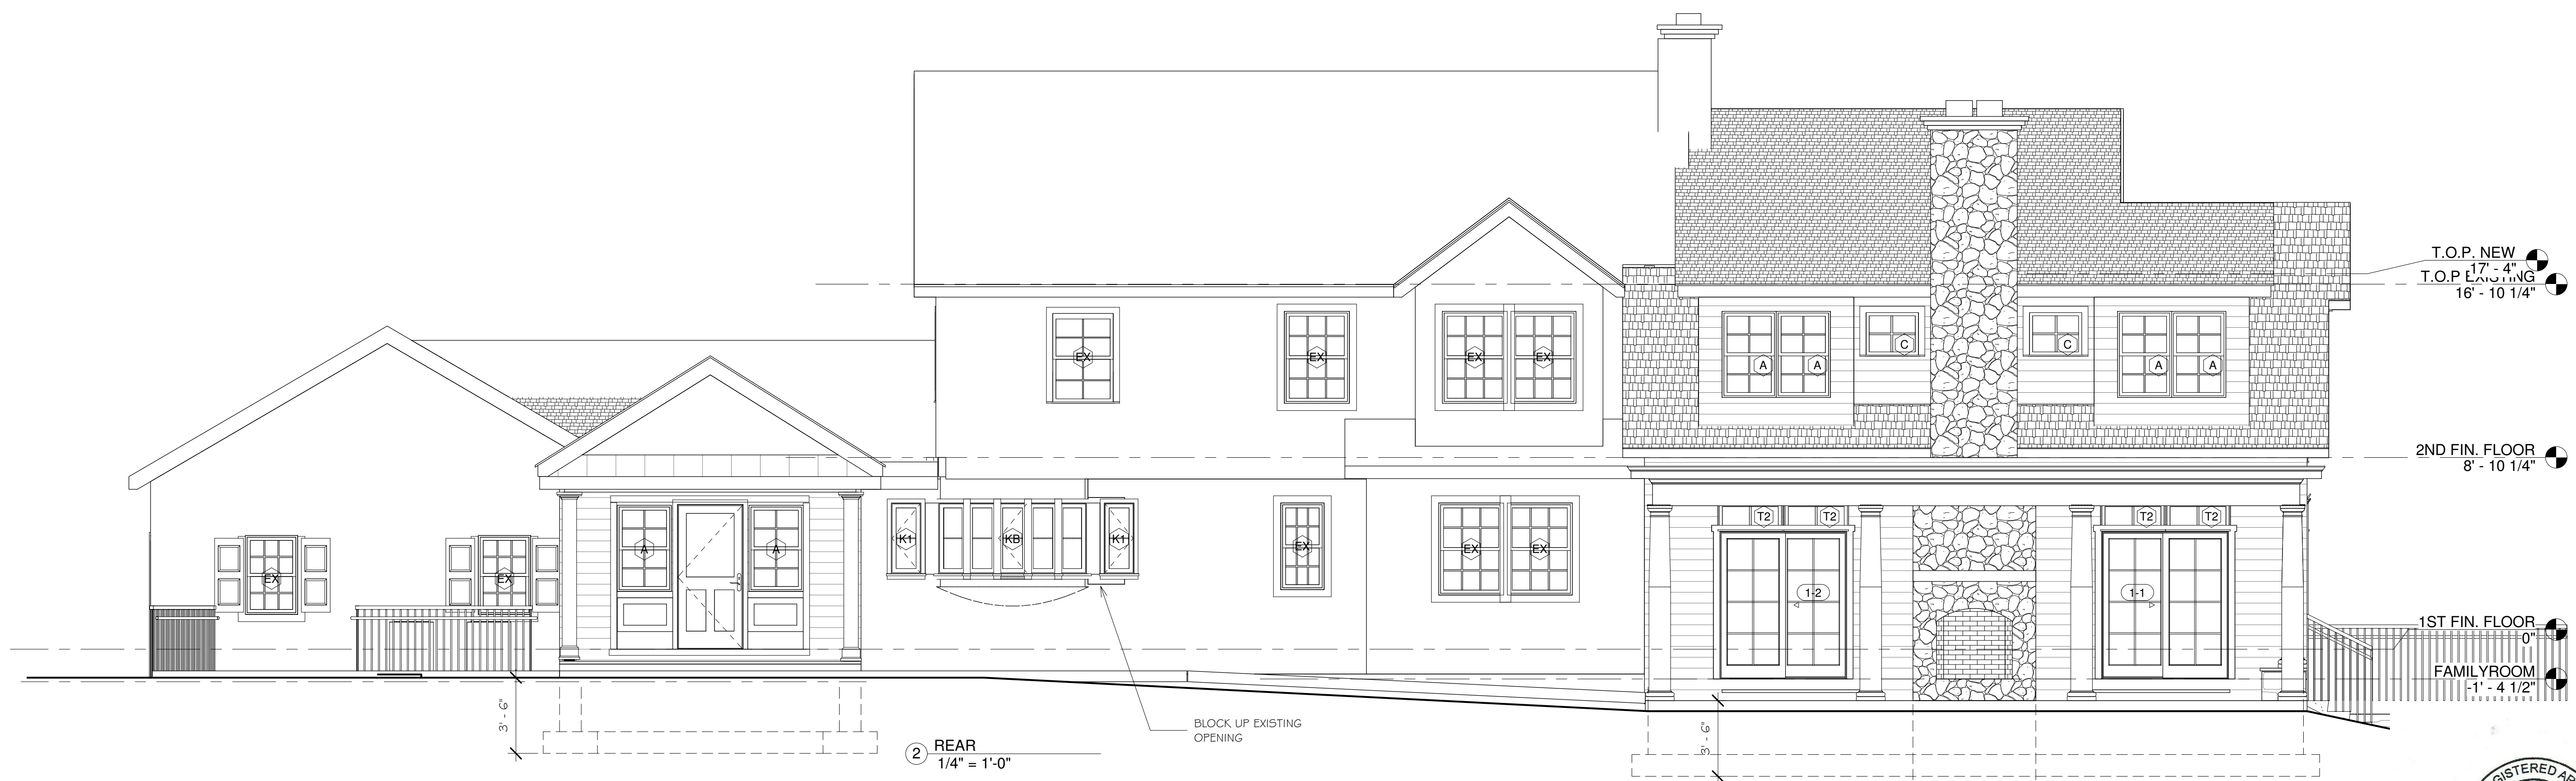 T.O.P. NEW
17' - 4"
T.O.P EXISTING
16' - 10 1/4"
EX
EX
EX
EX
A
A
C
C
A
A
2ND FIN. FLOOR
8' - 10 1/4"
T2
T2
T2
T2
K1
KB
K1
EX
EX
EX
A
A
EX
EX
1-2
1-1
1ST FIN. FLOOR
0"
FAMILYROOM
-1' - 4 1/2"
3' - 6"
3' - 6"
BLOCK UP EXISTING
OPENING
2
REAR
1/4" = 1'-0"